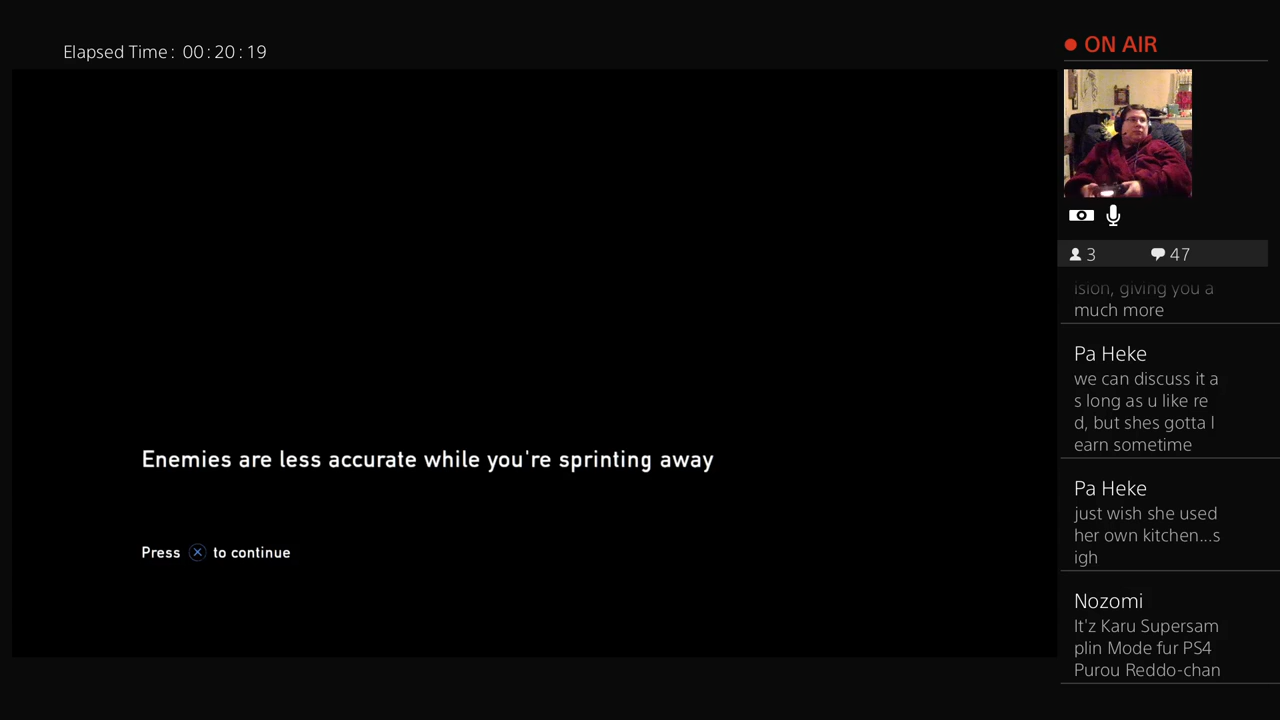 Elapsed Time: 00:20:19
ON AIR
3
47
ision, giving you a
much more
Pa Heke
we can discuss it a
s long as u like re
d, but shes gotta l
earn sometime
Pa Heke
just wish she used
her own kitchen...s
igh
Nozomi
It'z Karu Supersam
plin Mode fur PS4
Purou Reddo-chan
Enemies are less accurate while you're sprinting away
Press X to continue